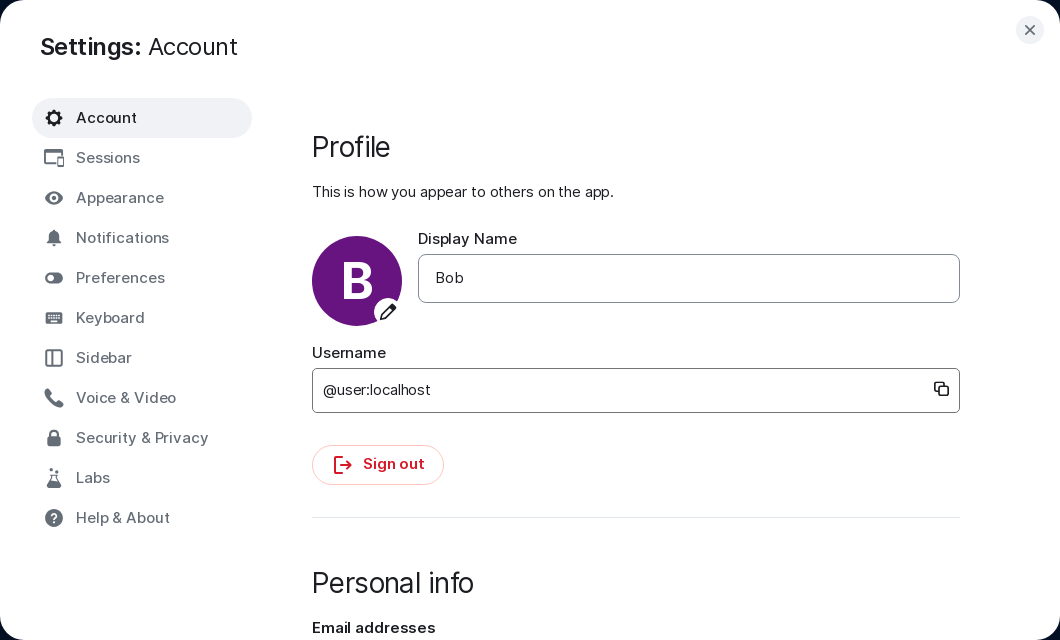 Settings: Account
Account
Sessions
Appearance
Notifications
Preferences
Keyboard
Sidebar
Voice & Video
Security & Privacy
Labs
Help & About
Profile
This is how you appear to others on the app.
B
Display Name
Bob
Username
@user:localhost
Sign out
Personal info
Email addresses